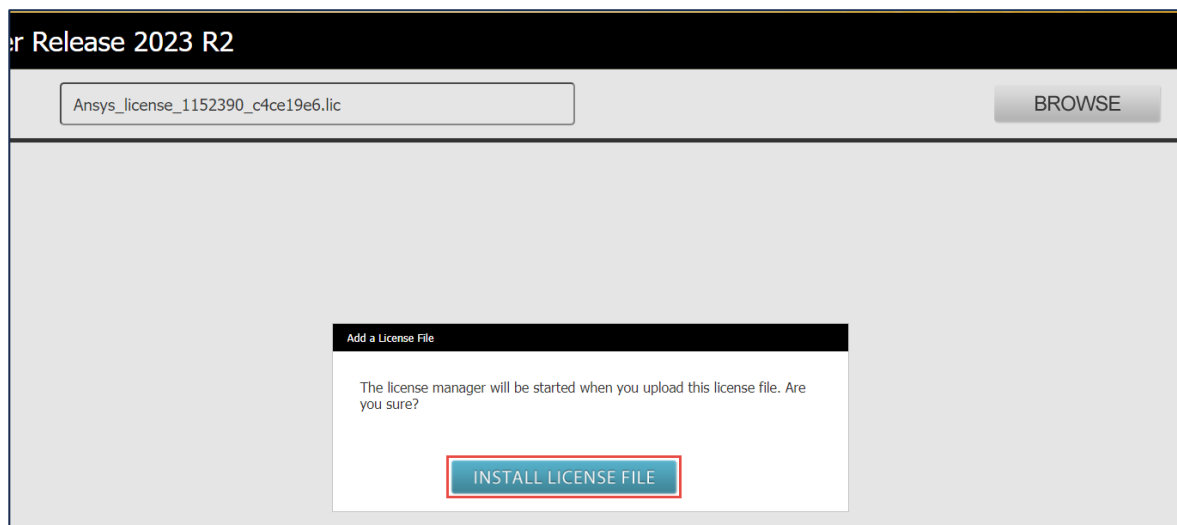 er Release 2023 R2
Ansys_license_1152390_c4ce19e6.lic
BROWSE
Add a License File
The license manager will be started when you upload this license file. Are
you sure?
INSTALL LICENSE FILE